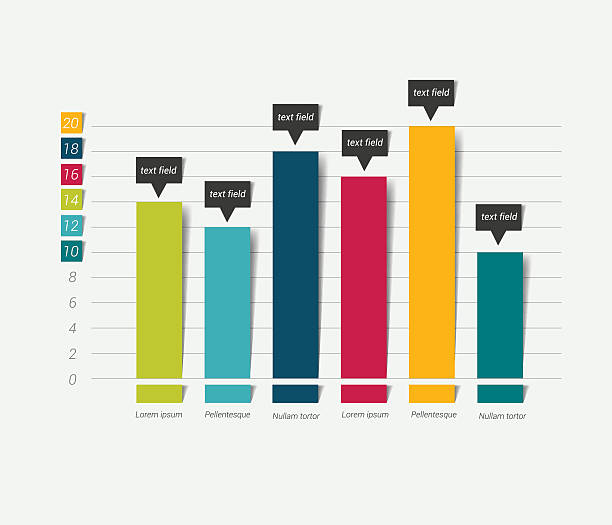 text field
text field
text field
text field
text field
text field
20
18
16
14
12
10
8
6
4
2
0
Lorem ipsum
Pellentesque
Nullam tortor
Lorem ipsum
Pellentesque
Nullam tortor